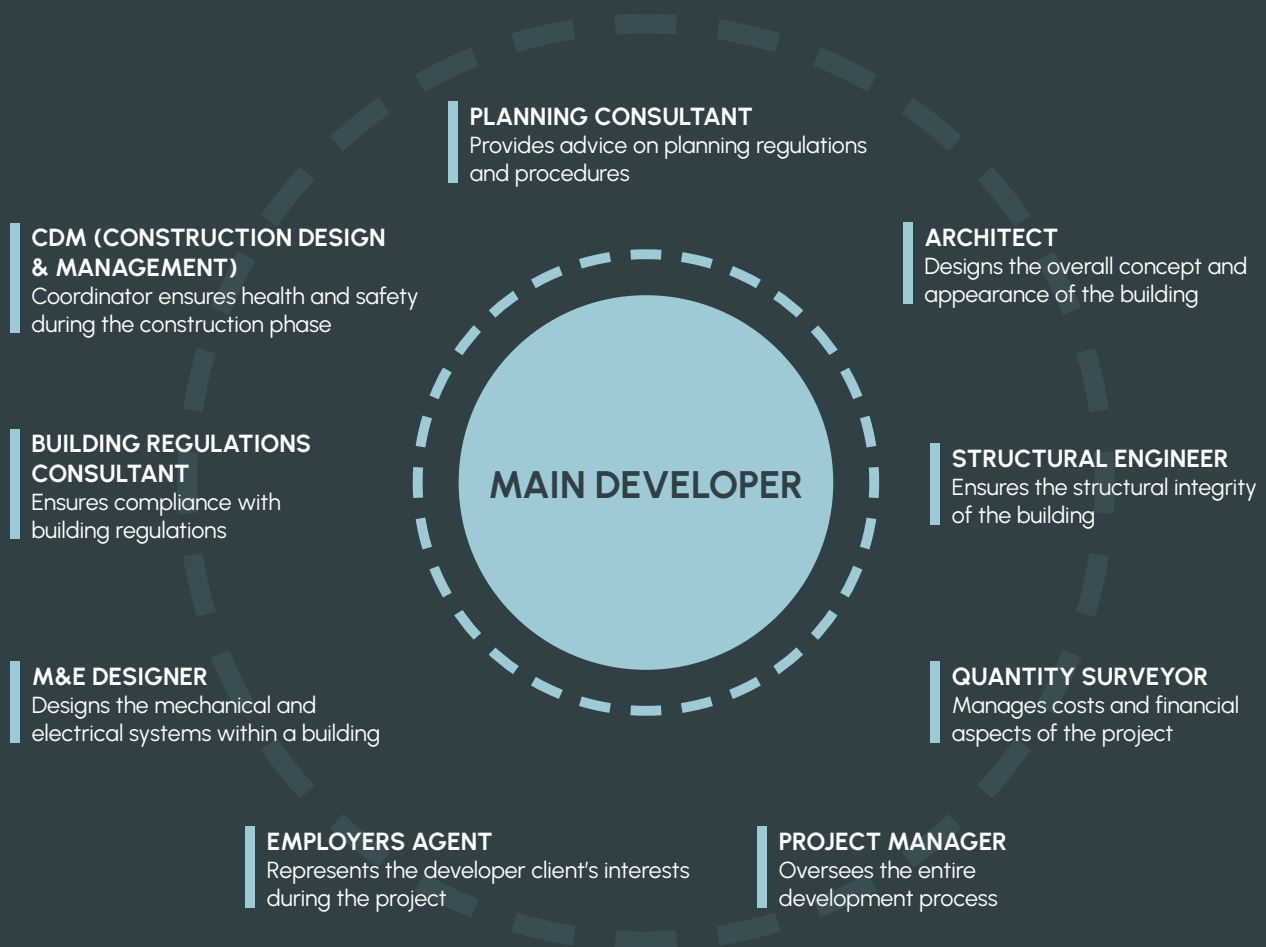 PLANNING CONSULTANT
Provides advice on planning regulations
and procedures
CDM (CONSTRUCTION DESIGN
& MANAGEMENT)
Coordinator ensures health and safety
during the construction phase
ARCHITECT
Designs the overall concept and
appearance of the building
BUILDING REGULATIONS
CONSULTANT
Ensures compliance with
building regulations
MAIN DEVELOPER
STRUCTURAL ENGINEER
Ensures the structural integrity
of the building
M&E DESIGNER
Designs the mechanical and
electrical systems within a building
QUANTITY SURVEYOR
Manages costs and financial
aspects of the project
EMPLOYERS AGENT
Represents the developer client’s interests
during the project
PROJECT MANAGER
Oversees the entire
development process